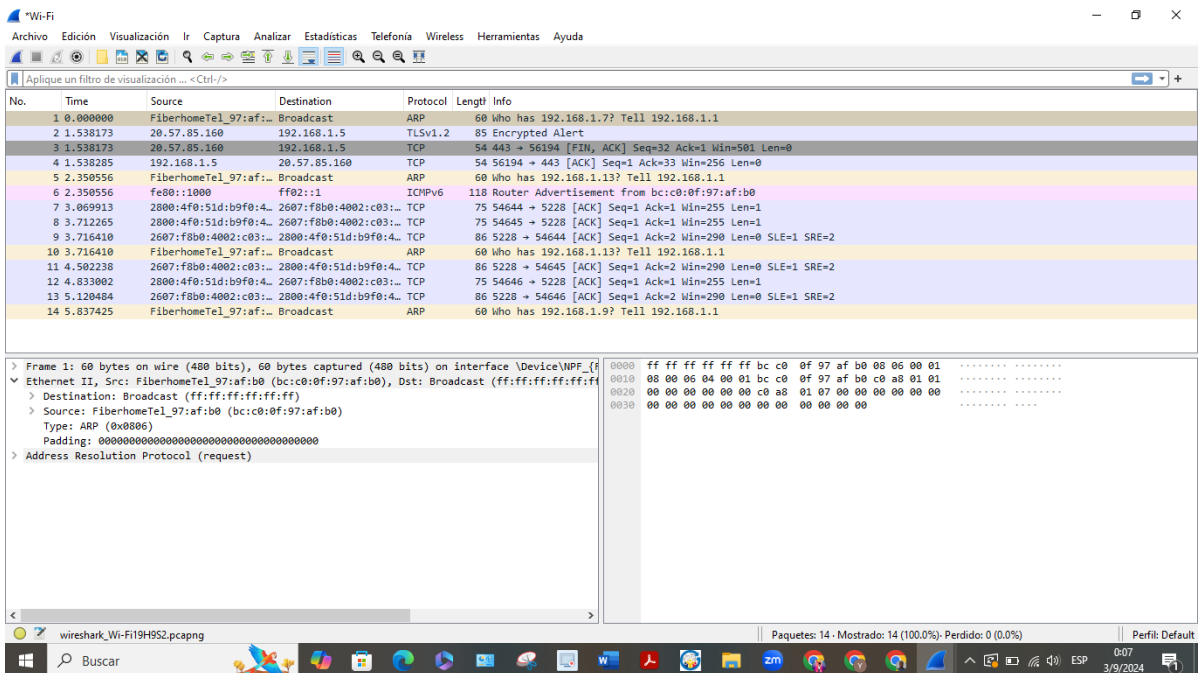 *Wi-Fi
Archivo Edición Visualización Ir Captura Analizar Estadísticas Telefonía Wireless Herramientas Ayuda
Aplique un filtro de visualización ... <Ctrl-/>
No. Time Source Destination Protocol Length Info
1 0.000000 FiberhomeTel_97:af:… Broadcast ARP 60 Who has 192.168.1.7? Tell 192.168.1.1
2 1.538173 20.57.85.160 192.168.1.5 TLSv1.2 85 Encrypted Alert
3 1.538173 20.57.85.160 192.168.1.5 TCP 54 443 → 56194 [FIN, ACK] Seq=32 Ack=1 Win=501 Len=0
4 1.538285 192.168.1.5 20.57.85.160 TCP 54 56194 → 443 [ACK] Seq=1 Ack=33 Win=256 Len=0
5 2.350556 FiberhomeTel_97:af:… Broadcast ARP 60 Who has 192.168.1.13? Tell 192.168.1.1
6 2.350556 fe80::1000 ff02::1 ICMPv6 118 Router Advertisement from bc:c0:0f:97:af:b0
7 3.069913 2800:4f0:51d:b9f0:4… 2607:f8b0:4002:c03:… TCP 75 54644 → 5228 [ACK] Seq=1 Ack=1 Win=255 Len=1
8 3.712265 2800:4f0:51d:b9f0:4… 2607:f8b0:4002:c03:… TCP 75 54645 → 5228 [ACK] Seq=1 Ack=1 Win=255 Len=1
9 3.716410 2607:f8b0:4002:c03:… 2800:4f0:51d:b9f0:4… TCP 86 5228 → 54644 [ACK] Seq=1 Ack=2 Win=290 Len=0 SLE=1 SRE=2
10 3.716410 FiberhomeTel_97:af:… Broadcast ARP 60 Who has 192.168.1.13? Tell 192.168.1.1
11 4.502238 2607:f8b0:4002:c03:… 2800:4f0:51d:b9f0:4… TCP 86 5228 → 54645 [ACK] Seq=1 Ack=2 Win=290 Len=0 SLE=1 SRE=2
12 4.833002 2800:4f0:51d:b9f0:4… 2607:f8b0:4002:c03:… TCP 75 54646 → 5228 [ACK] Seq=1 Ack=1 Win=255 Len=1
13 5.120484 2607:f8b0:4002:c03:… 2800:4f0:51d:b9f0:4… TCP 86 5228 → 54646 [ACK] Seq=1 Ack=2 Win=290 Len=0 SLE=1 SRE=2
14 5.837425 FiberhomeTel_97:af:… Broadcast ARP 60 Who has 192.168.1.9? Tell 192.168.1.1
Frame 1: 60 bytes on wire (480 bits), 60 bytes captured (480 bits) on interface \Device\NPF_{
Ethernet II, Src: FiberhomeTel_97:af:b0 (bc:c0:0f:97:af:b0), Dst: Broadcast (ff:ff:ff:ff:ff:ff
Destination: Broadcast (ff:ff:ff:ff:ff:ff)
Source: FiberhomeTel_97:af:b0 (bc:c0:0f:97:af:b0)
Type: ARP (0x0806)
Padding: 000000000000000000000000000000000000
Address Resolution Protocol (request)
0000 ff ff ff ff ff ff bc c0 0f 97 af b0 08 06 00 01 ········ ········
0010 08 00 06 04 00 01 bc c0 0f 97 af b0 c0 a8 01 01 ········ ········
0020 00 00 00 00 00 00 c0 a8 01 07 00 00 00 00 00 00 ········ ········
0030 00 00 00 00 00 00 00 00 00 00 00 00 ········ ····
wireshark_Wi-Fi19H9S2.pcapng
Paquetes: 14 · Mostrado: 14 (100.0%)· Perdido: 0 (0.0%)
Perfil: Default
Buscar
zm
ESP
0:07
3/9/2024